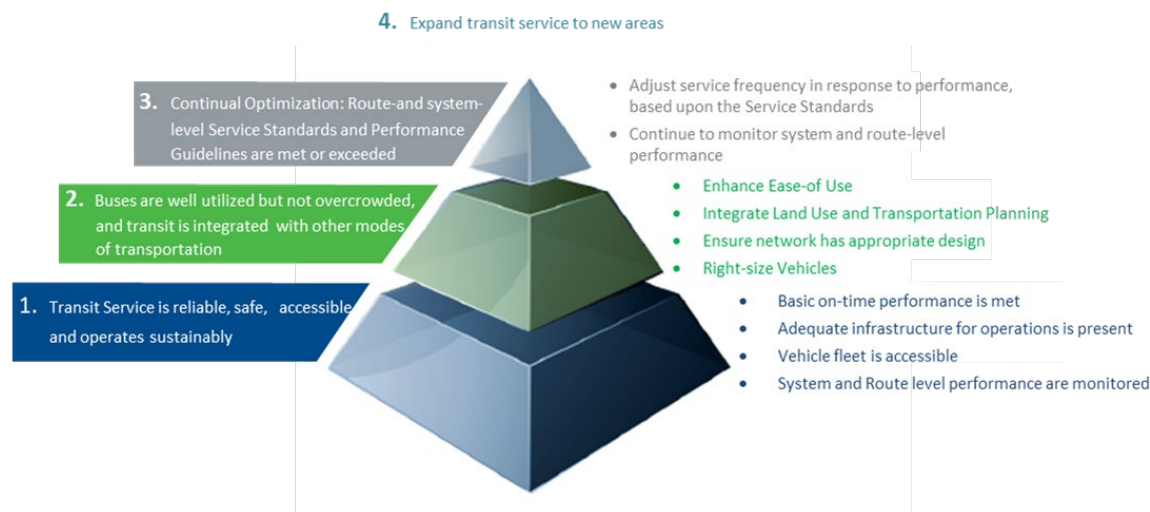 4. Expand transit service to new areas
3. Continual Optimization: Route-and system-
level Service Standards and Performance
Guidelines are met or exceeded
• Adjust service frequency in response to performance,
based upon the Service Standards
• Continue to monitor system and route-level
performance
2. Buses are well utilized but not overcrowded,
and transit is integrated with other modes
of transportation
• Enhance Ease-of Use
• Integrate Land Use and Transportation Planning
• Ensure network has appropriate design
• Right-size Vehicles
1. Transit Service is reliable, safe, accessible
and operates sustainably
• Basic on-time performance is met
• Adequate infrastructure for operations is present
• Vehicle fleet is accessible
• System and Route level performance are monitored